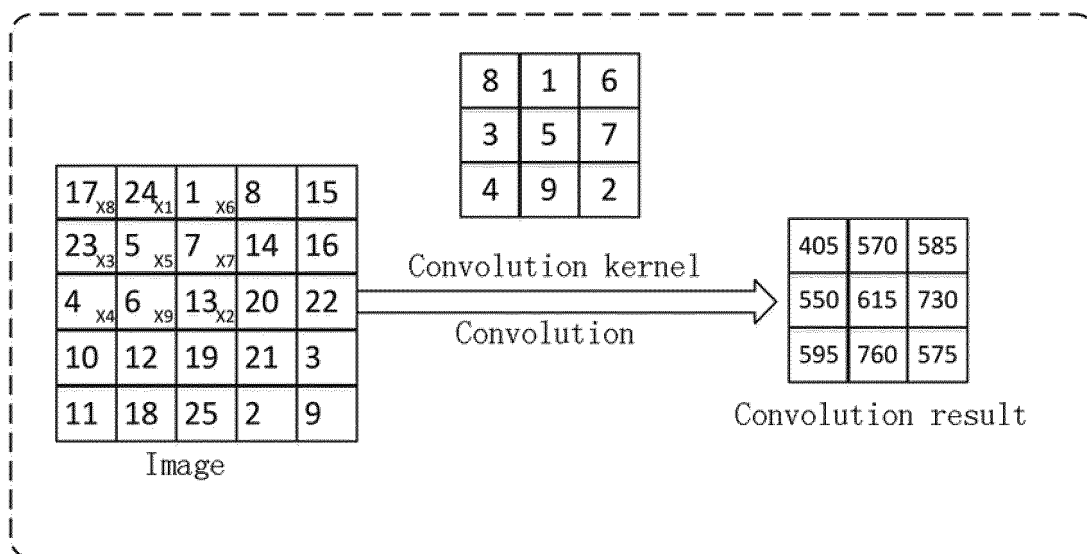 8 1 6
3 5 7
4 9 2
17 X8 24 X1 1 X6 8 15
23 X3 5 X5 7 X7 14 16
4 X4 6 X9 13 X2 20 22
10 12 19 21 3
11 18 25 2 9
Image
Convolution kernel
Convolution
405 570 585
550 615 730
595 760 575
Convolution result